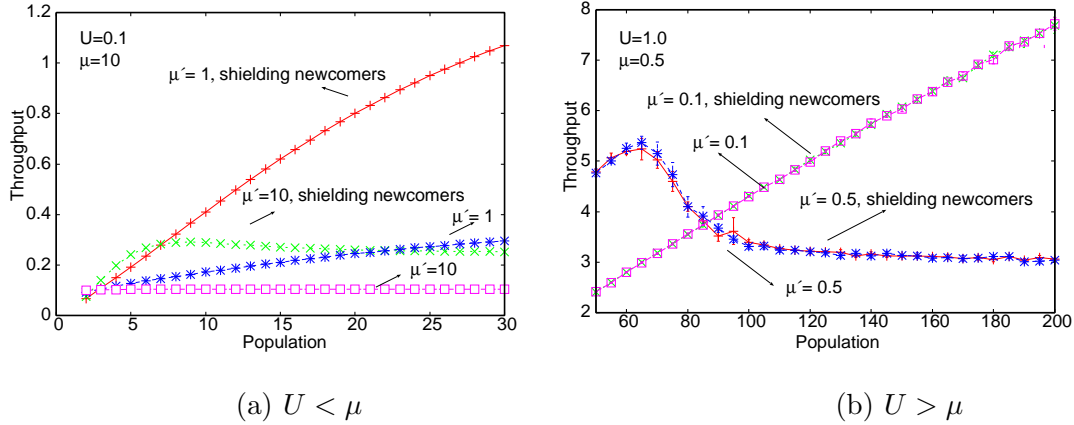 1.2
1
0.8
0.6
0.4
0.2
0
0
5
10
15
20
25
30
Throughput
Population
U=0.1
μ=10
μ´= 1, shielding newcomers
μ´=10, shielding newcomers
μ´= 1
μ´=10
(a) U < μ
8
7
6
5
4
3
2
60
80
100
120
140
160
180
200
Throughput
Population
U=1.0
μ=0.5
μ´= 0.1, shielding newcomers
μ´= 0.1
μ´= 0.5, shielding newcomers
μ´= 0.5
(b) U > μ